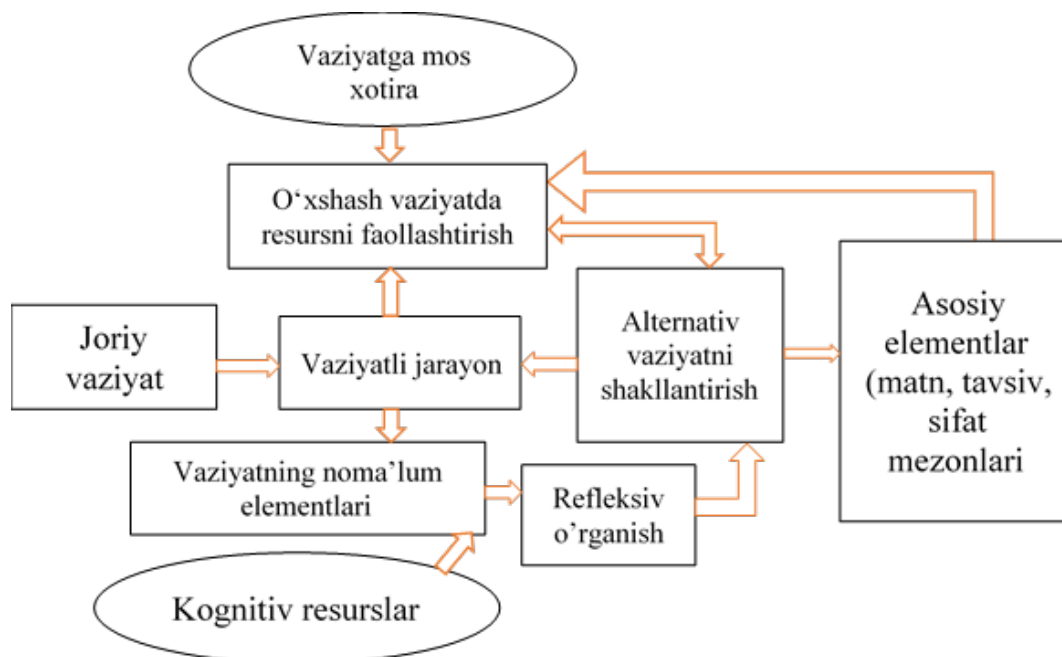 Vaziyatga mos
xotira
O‘xshash vaziyatda
resursni faollashtirish
Joriy
vaziyat
Vaziyatli jarayon
Alternativ
vaziyatni
shakllantirish
Asosiy
elementlar
(matn, tavsiv,
sifat
mezonlari
Vaziyatning noma’lum
elementlari
Refleksiv
o’rganish
Kognitiv resurslar